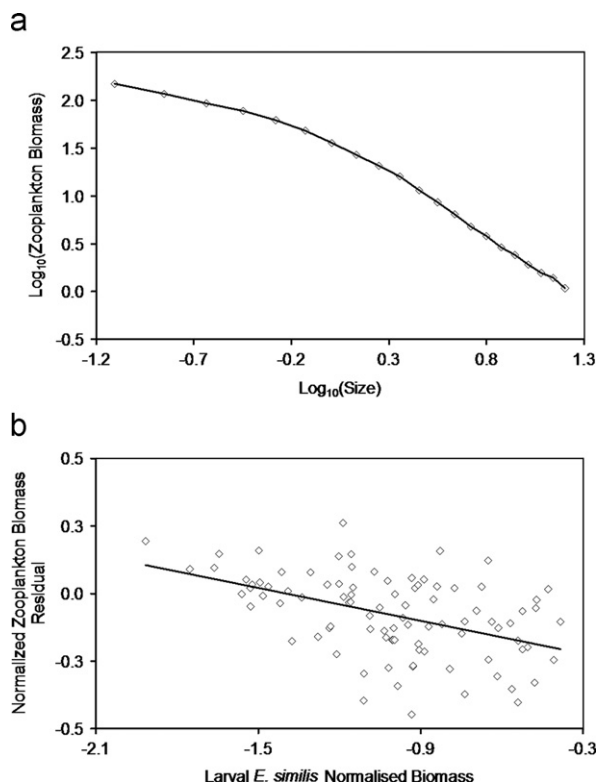 a
2.5
2.0
1.5
1.0
0.5
0.0
-0.5
-1.2 -0.7 -0.2 0.3 0.8 1.3
Log10(Zooplankton Biomass)
Log10(Size)
b
0.5
0.3
0.0
-0.3
-0.5
-2.1 -1.5 -0.9 -0.3
Normalized Zooplankton Biomass
Residual
Larval E. similis Normalised Biomass